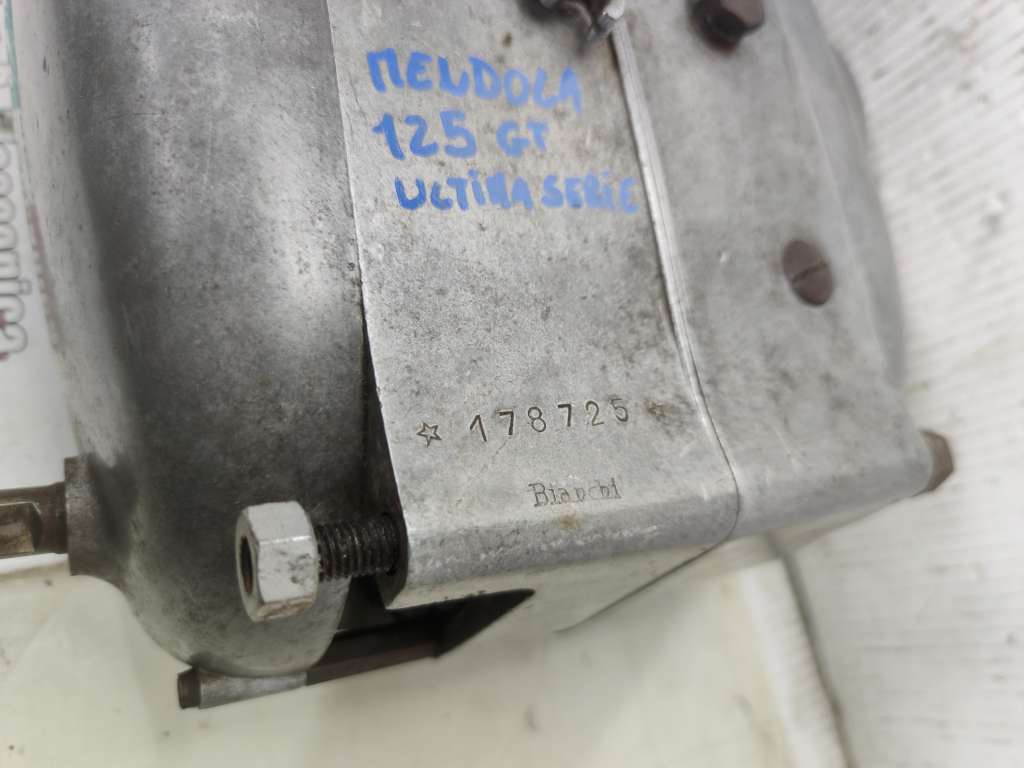 MENDOLA
125 GT
ULTIMA SERIE
☆ 178725 ☆
Bianchi